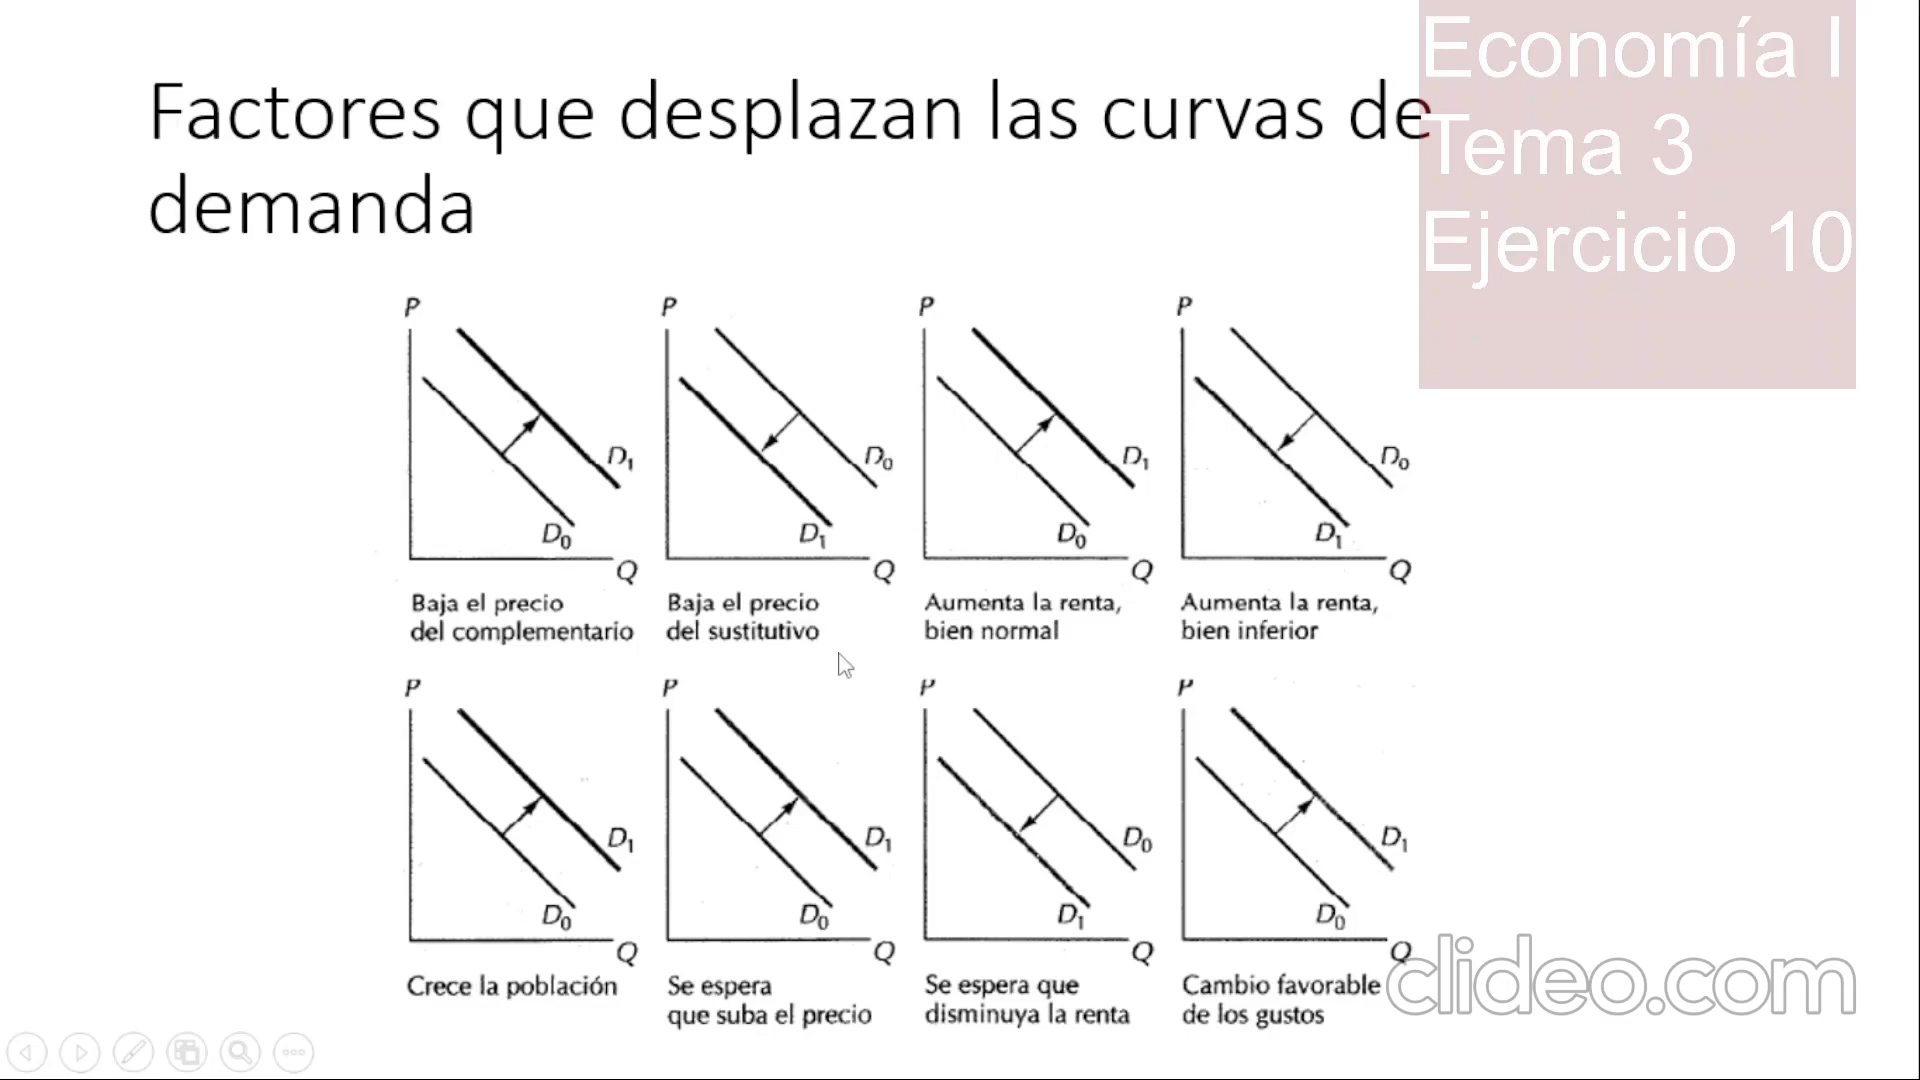 Factores que desplazan las curvas de
demanda
Economía I
Tema 3
Ejercicio 10
P
P
P
P
D1
D0
D1
D0
D0
D1
D0
D1
Q
Q
Q
Q
Baja el precio
del complementario
Baja el precio
del sustitutivo
Aumenta la renta,
bien normal
Aumenta la renta,
bien inferior
P
P
P
P
D1
D1
D0
D1
D0
D0
D1
D0
Q
Q
Q
Q
Crece la población
Se espera
que suba el precio
Se espera que
disminuya la renta
Cambio favorable
de los gustos
clideo.com